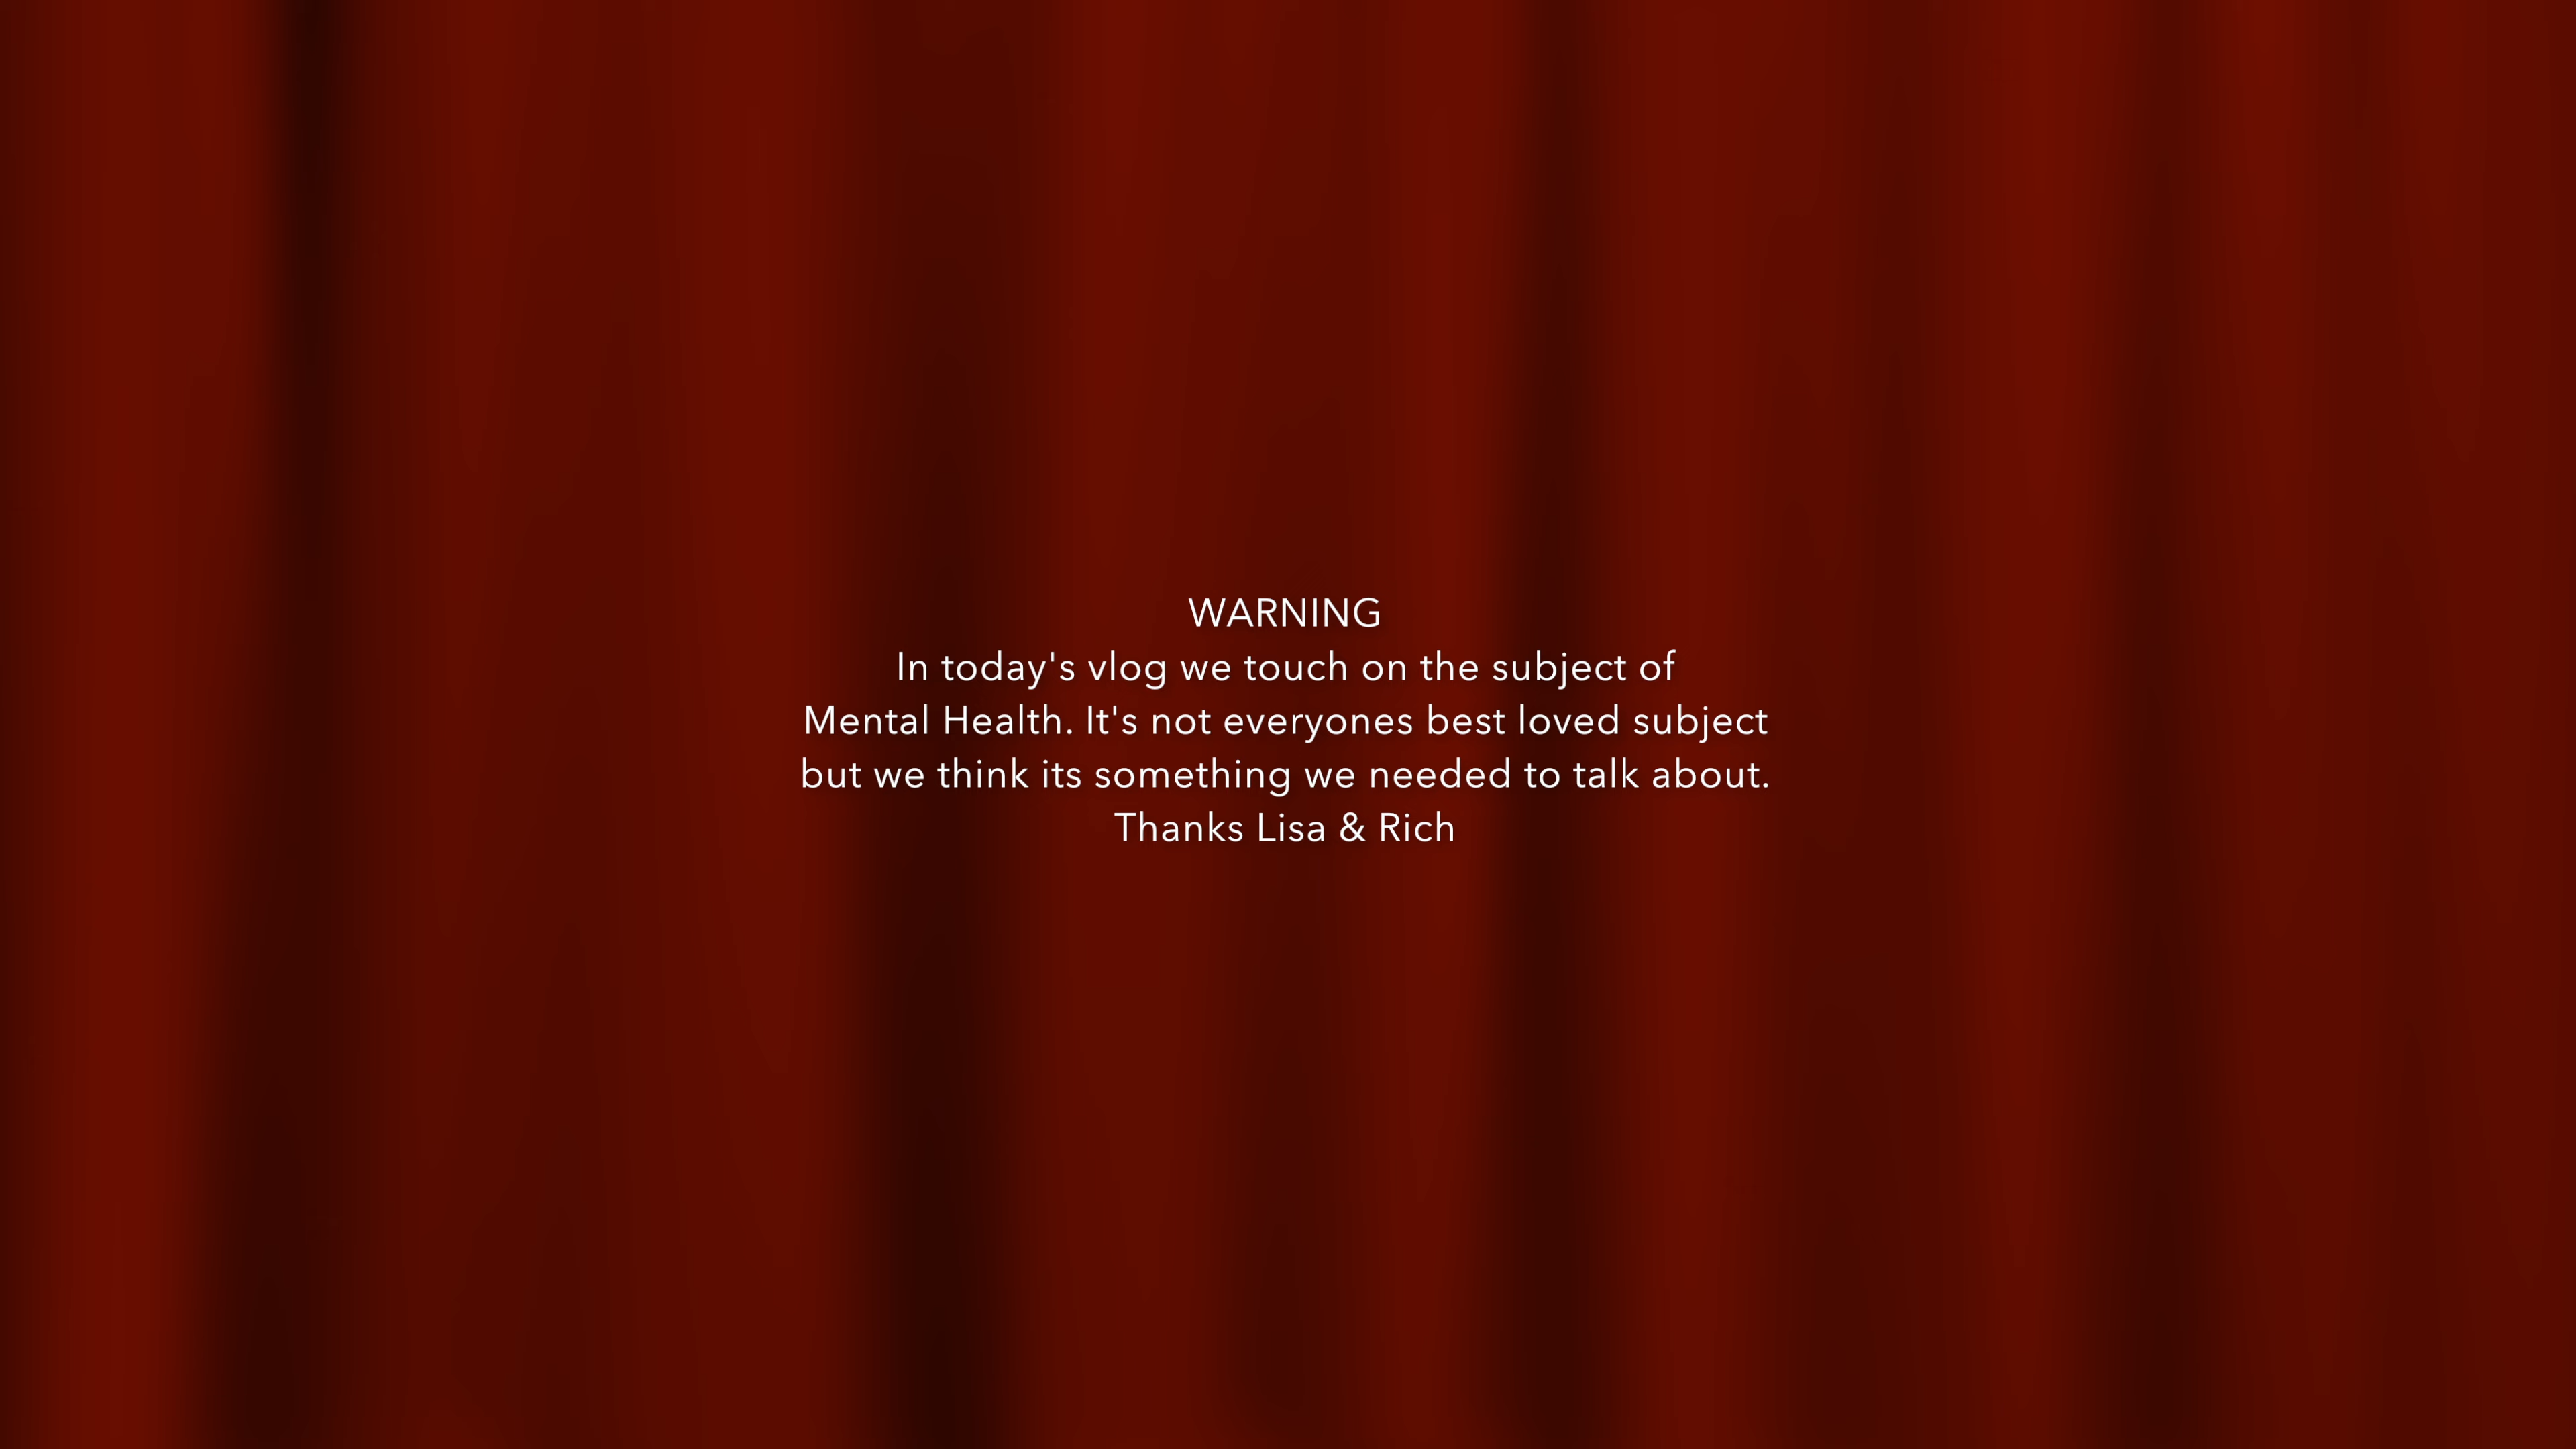 WARNING
In today's vlog we touch on the subject of
Mental Health. It's not everyones best loved subject
but we think its something we needed to talk about.
Thanks Lisa & Rich